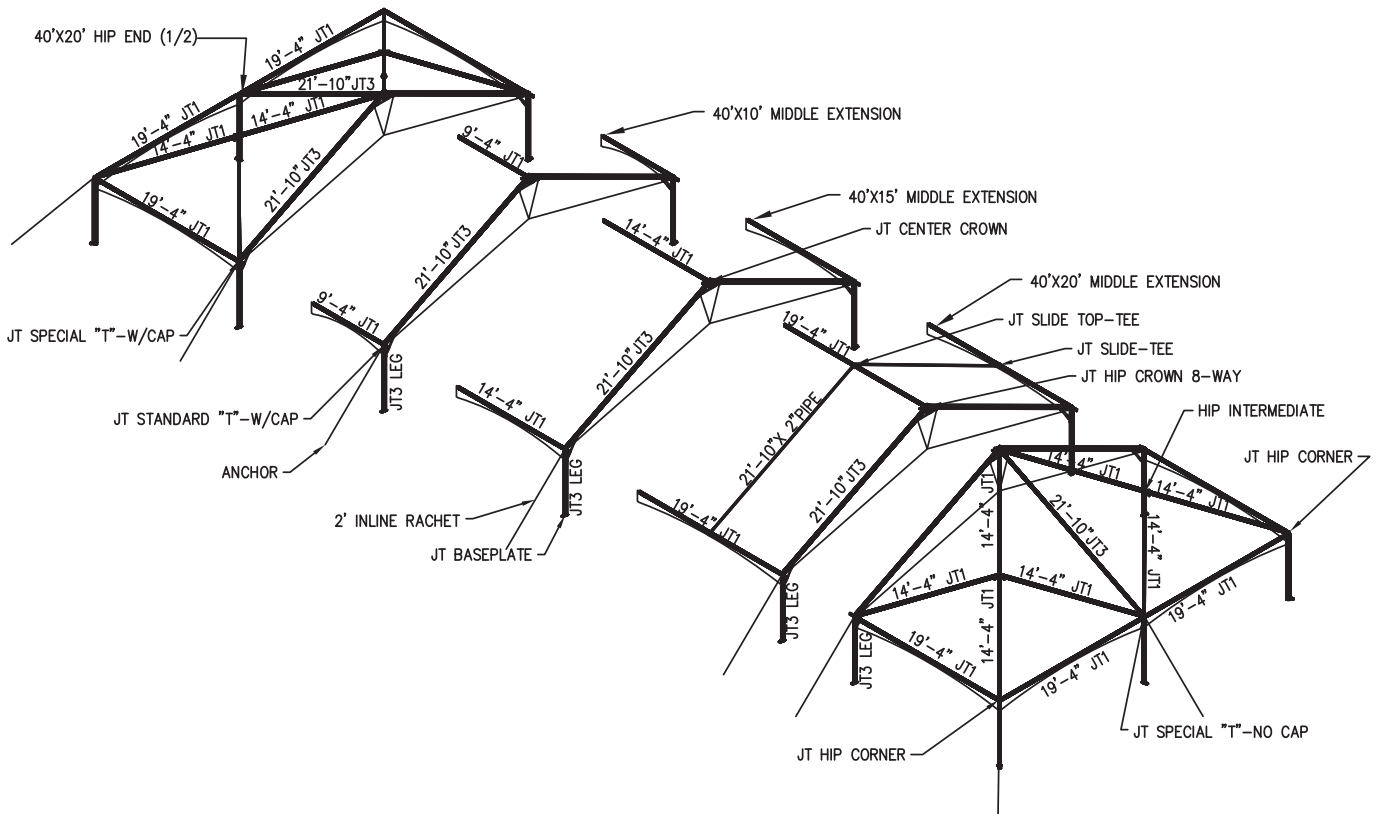 40'X20' HIP END (1/2)
19'-4" JT1
21'-10"JT3
19'-4" JT1
14'-4" JT1
14'-4" JT1
21'-10"JT3
19'-4" JT1
JT SPECIAL "T"-W/CAP
40'X10' MIDDLE EXTENSION
9'-4" JT1
21'-10"JT3
9'-4" JT1
JT3 LEG
JT STANDARD "T"-W/CAP
ANCHOR
40'X15' MIDDLE EXTENSION
JT CENTER CROWN
14'-4" JT1
21'-10"JT3
14'-4" JT1
JT3 LEG
2' INLINE RACHET
JT BASEPLATE
40'X20' MIDDLE EXTENSION
JT SLIDE TOP-TEE
JT SLIDE-TEE
JT HIP CROWN 8-WAY
19'-4" JT1
21'-10"X 2"PIPE
21'-10"JT3
19'-4" JT1
JT3 LEG
HIP INTERMEDIATE
JT HIP CORNER
14'-4" JT1
14'-4" JT1
14'-4" JT1
21'-10"JT3
14'-4" JT1
14'-4" JT1
14'-4" JT1
14'-4" JT1
19'-4" JT1
JT3 LEG
19'-4" JT1
19'-4" JT1
JT SPECIAL "T"-NO CAP
JT HIP CORNER